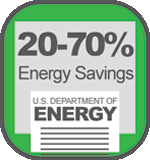 20-70%
Energy Savings
U.S. DEPARTMENT OF
ENERGY